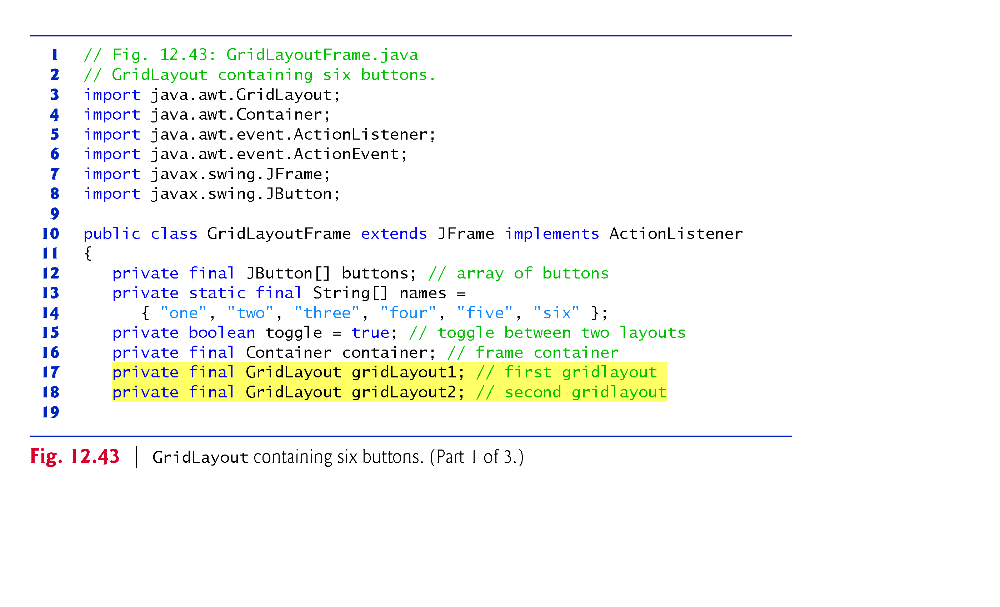 1 // Fig. 12.43: GridLayoutFrame.java
2 // GridLayout containing six buttons.
3 import java.awt.GridLayout;
4 import java.awt.Container;
5 import java.awt.event.ActionListener;
6 import java.awt.event.ActionEvent;
7 import javax.swing.JFrame;
8 import javax.swing.JButton;
9
10 public class GridLayoutFrame extends JFrame implements ActionListener
11 {
12    private final JButton[] buttons; // array of buttons
13    private static final String[] names =
14       { "one", "two", "three", "four", "five", "six" };
15    private boolean toggle = true; // toggle between two layouts
16    private final Container container; // frame container
17    private final GridLayout gridLayout1; // first gridlayout
18    private final GridLayout gridLayout2; // second gridlayout
19
Fig. 12.43 | GridLayout containing six buttons. (Part 1 of 3.)